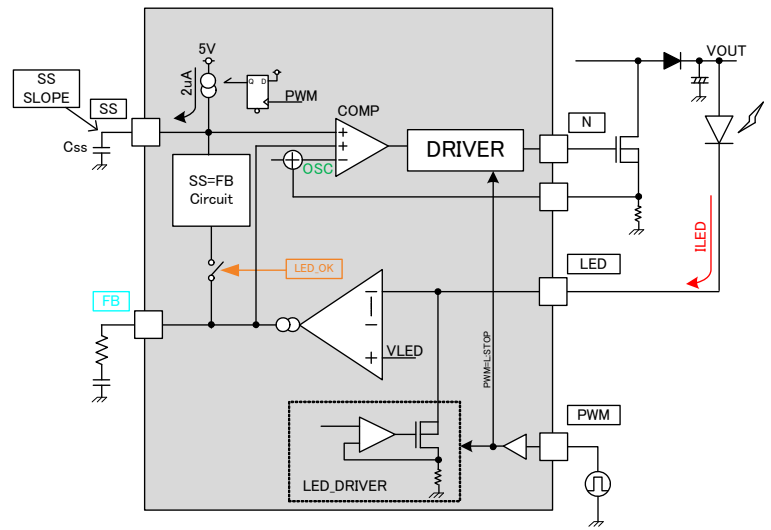 5V
VOUT
SS
SLOPE
SS
2uA
Q
D
PWM
COMP
N
Css
+
+
−
DRIVER
OSC
SS=FB
Circuit
ILED
LED
LED_OK
FB
−
−
+
VLED
PWM=L:STOP
PWM
LED_DRIVER